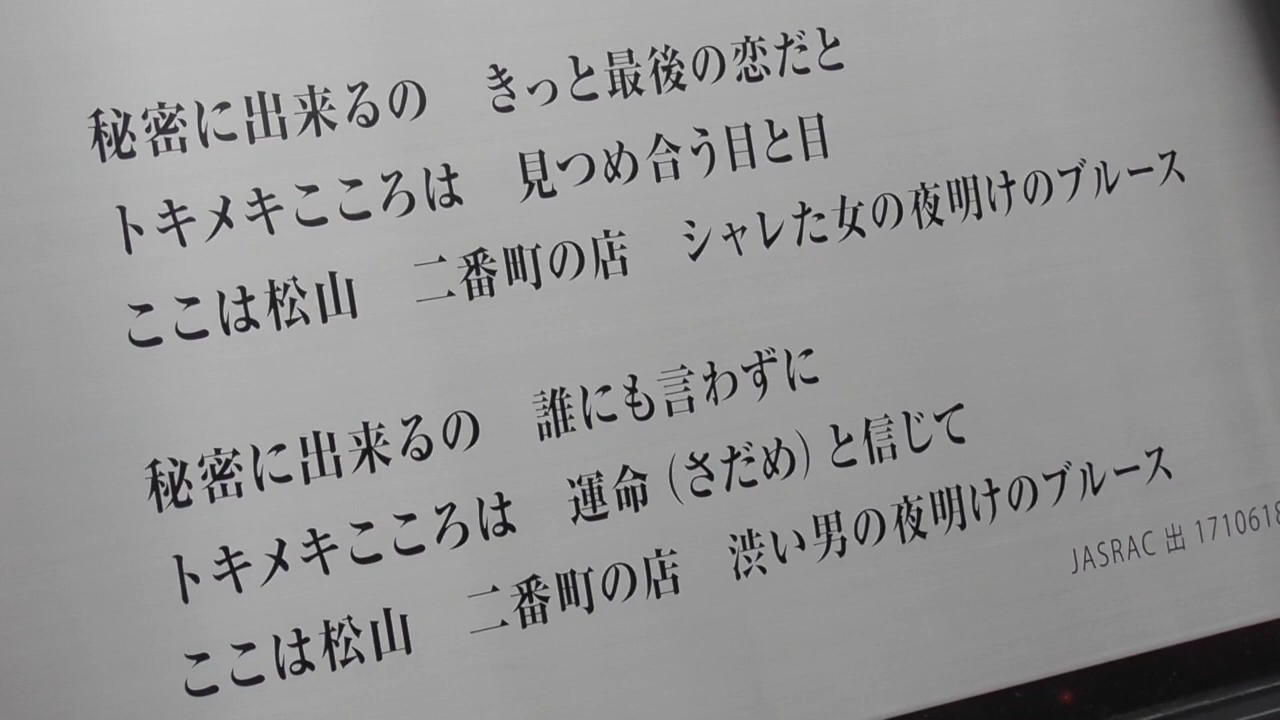 秘密に出来るの　きっと最後の恋だと
トキメキこころは　見つめ合う目と目
ここは松山　二番町の店　シャレた女の夜明けのブルース
秘密に出来るの　誰にも言わずに
トキメキこころは　運命（さだめ）と信じて
ここは松山　二番町の店　渋い男の夜明けのブルース
JASRAC 出 1710618